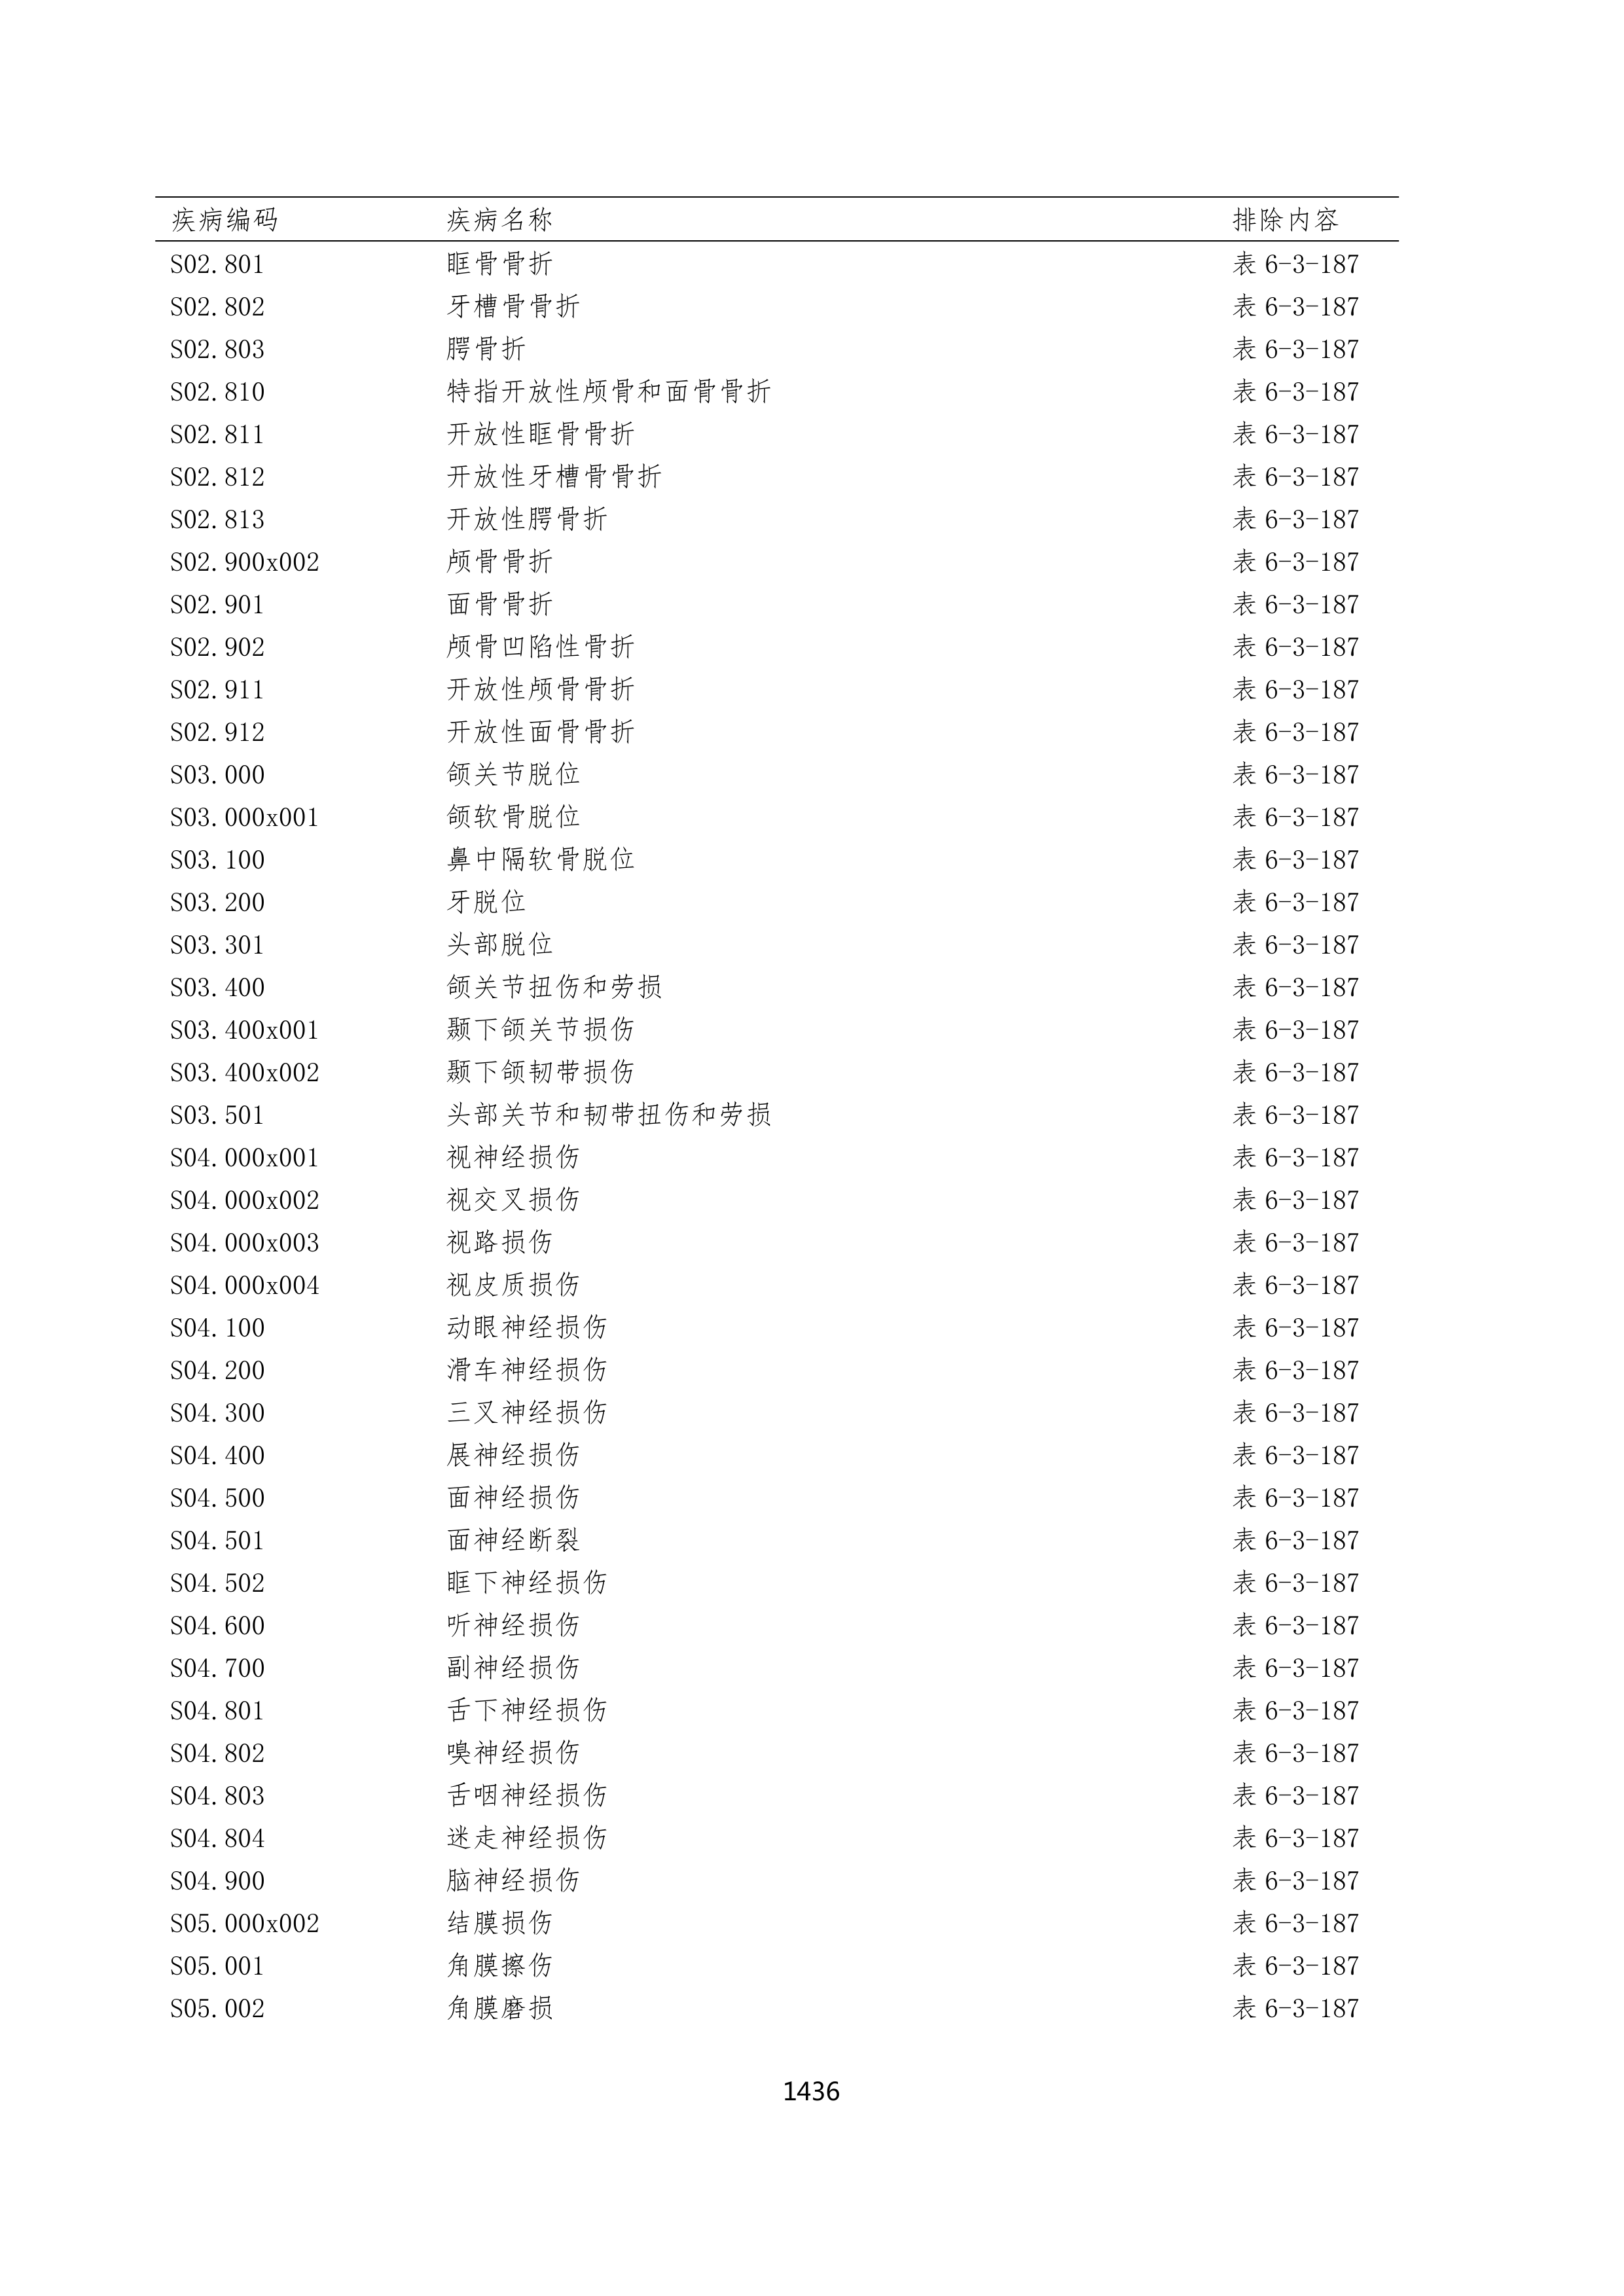 疾病编码 疾病名称 排除内容
S02.801 眶骨骨折 表 6-3-187
S02.802 牙槽骨骨折 表 6-3-187
S02.803 腭骨折 表 6-3-187
S02.810 特指开放性颅骨和面骨骨折 表 6-3-187
S02.811 开放性眶骨骨折 表 6-3-187
S02.812 开放性牙槽骨骨折 表 6-3-187
S02.813 开放性腭骨折 表 6-3-187
S02.900x002 颅骨骨折 表 6-3-187
S02.901 面骨骨折 表 6-3-187
S02.902 颅骨凹陷性骨折 表 6-3-187
S02.911 开放性颅骨骨折 表 6-3-187
S02.912 开放性面骨骨折 表 6-3-187
S03.000 颌关节脱位 表 6-3-187
S03.000x001 颌软骨脱位 表 6-3-187
S03.100 鼻中隔软骨脱位 表 6-3-187
S03.200 牙脱位 表 6-3-187
S03.301 头部脱位 表 6-3-187
S03.400 颌关节扭伤和劳损 表 6-3-187
S03.400x001 颞下颌关节损伤 表 6-3-187
S03.400x002 颞下颌韧带损伤 表 6-3-187
S03.501 头部关节和韧带扭伤和劳损 表 6-3-187
S04.000x001 视神经损伤 表 6-3-187
S04.000x002 视交叉损伤 表 6-3-187
S04.000x003 视路损伤 表 6-3-187
S04.000x004 视皮质损伤 表 6-3-187
S04.100 动眼神经损伤 表 6-3-187
S04.200 滑车神经损伤 表 6-3-187
S04.300 三叉神经损伤 表 6-3-187
S04.400 展神经损伤 表 6-3-187
S04.500 面神经损伤 表 6-3-187
S04.501 面神经断裂 表 6-3-187
S04.502 眶下神经损伤 表 6-3-187
S04.600 听神经损伤 表 6-3-187
S04.700 副神经损伤 表 6-3-187
S04.801 舌下神经损伤 表 6-3-187
S04.802 嗅神经损伤 表 6-3-187
S04.803 舌咽神经损伤 表 6-3-187
S04.804 迷走神经损伤 表 6-3-187
S04.900 脑神经损伤 表 6-3-187
S05.000x002 结膜损伤 表 6-3-187
S05.001 角膜擦伤 表 6-3-187
S05.002 角膜磨损 表 6-3-187
1436